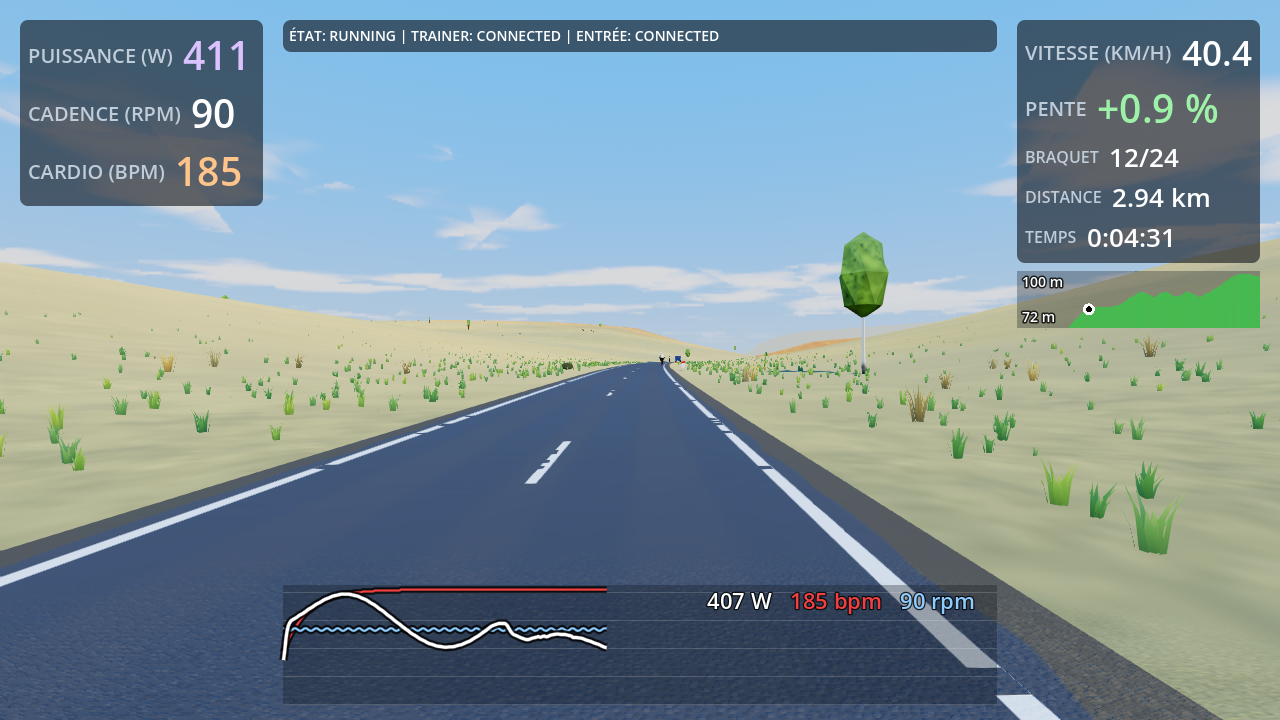 PUISSANCE (W) 411
CADENCE (RPM) 90
CARDIO (BPM) 185
ÉTAT: RUNNING | TRAINER: CONNECTED | ENTRÉE: CONNECTED
VITESSE (KM/H) 40.4
PENTE +0.9 %
BRAQUET 12/24
DISTANCE 2.94 km
TEMPS 0:04:31
100 m
72 m
407 W 185 bpm 90 rpm